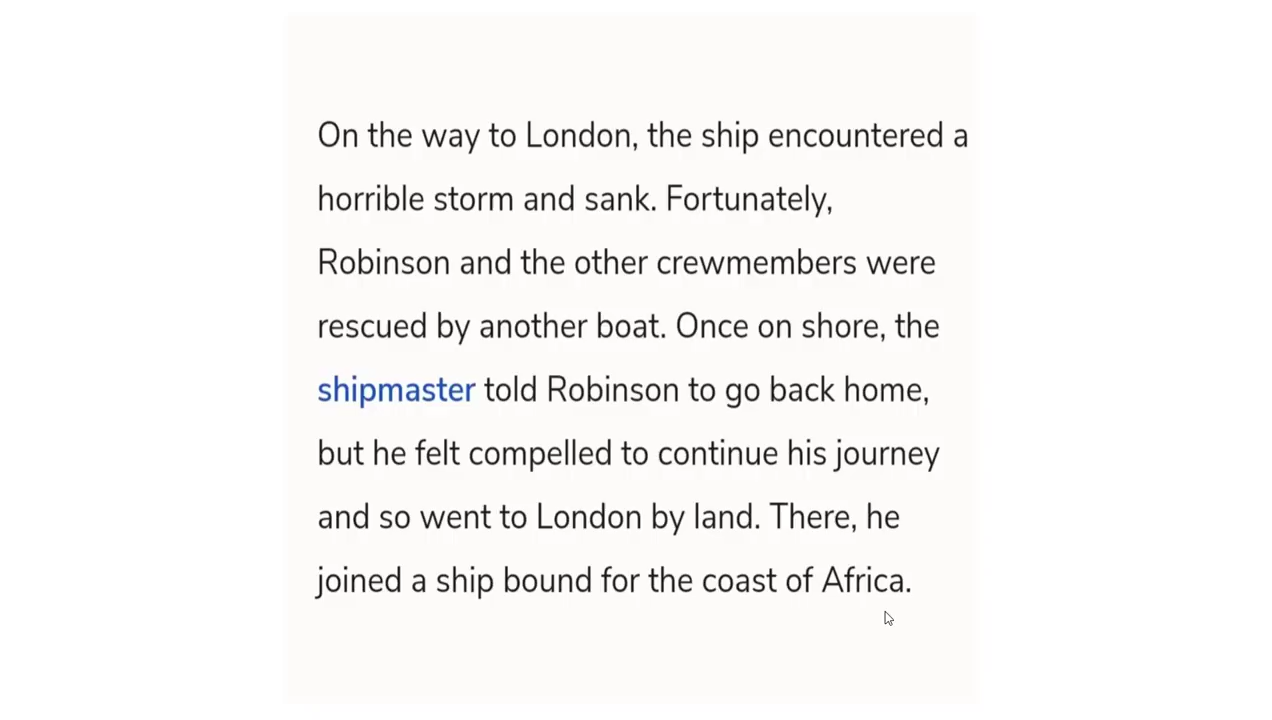 On the way to London, the ship encountered a
horrible storm and sank. Fortunately,
Robinson and the other crewmembers were
rescued by another boat. Once on shore, the
shipmaster told Robinson to go back home,
but he felt compelled to continue his journey
and so went to London by land. There, he
joined a ship bound for the coast of Africa.